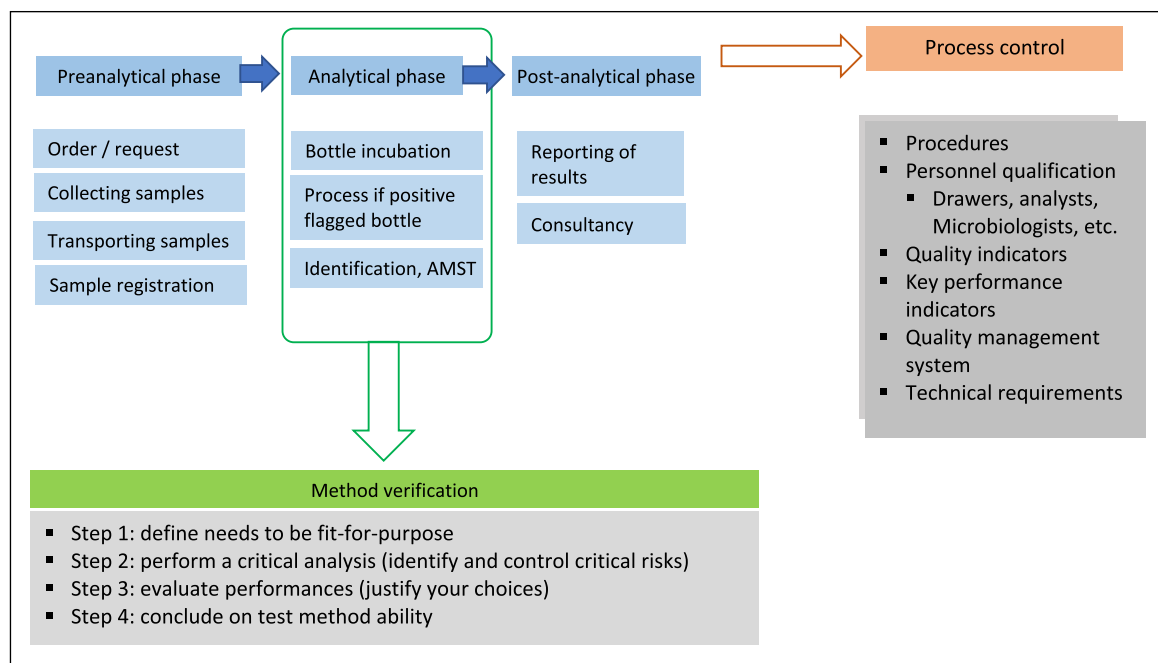 Preanalytical phase
Order / request
Collecting samples
Transporting samples
Sample registration
Analytical phase
Bottle incubation
Process if positive
flagged bottle
Identification, AMST
Post-analytical phase
Reporting of
results
Consultancy
Process control
▪ Procedures
▪ Personnel qualification
▪ Drawers, analysts,
Microbiologists, etc.
▪ Quality indicators
▪ Key performance
indicators
▪ Quality management
system
▪ Technical requirements
Method verification
▪ Step 1: define needs to be fit-for-purpose
▪ Step 2: perform a critical analysis (identify and control critical risks)
▪ Step 3: evaluate performances (justify your choices)
▪ Step 4: conclude on test method ability